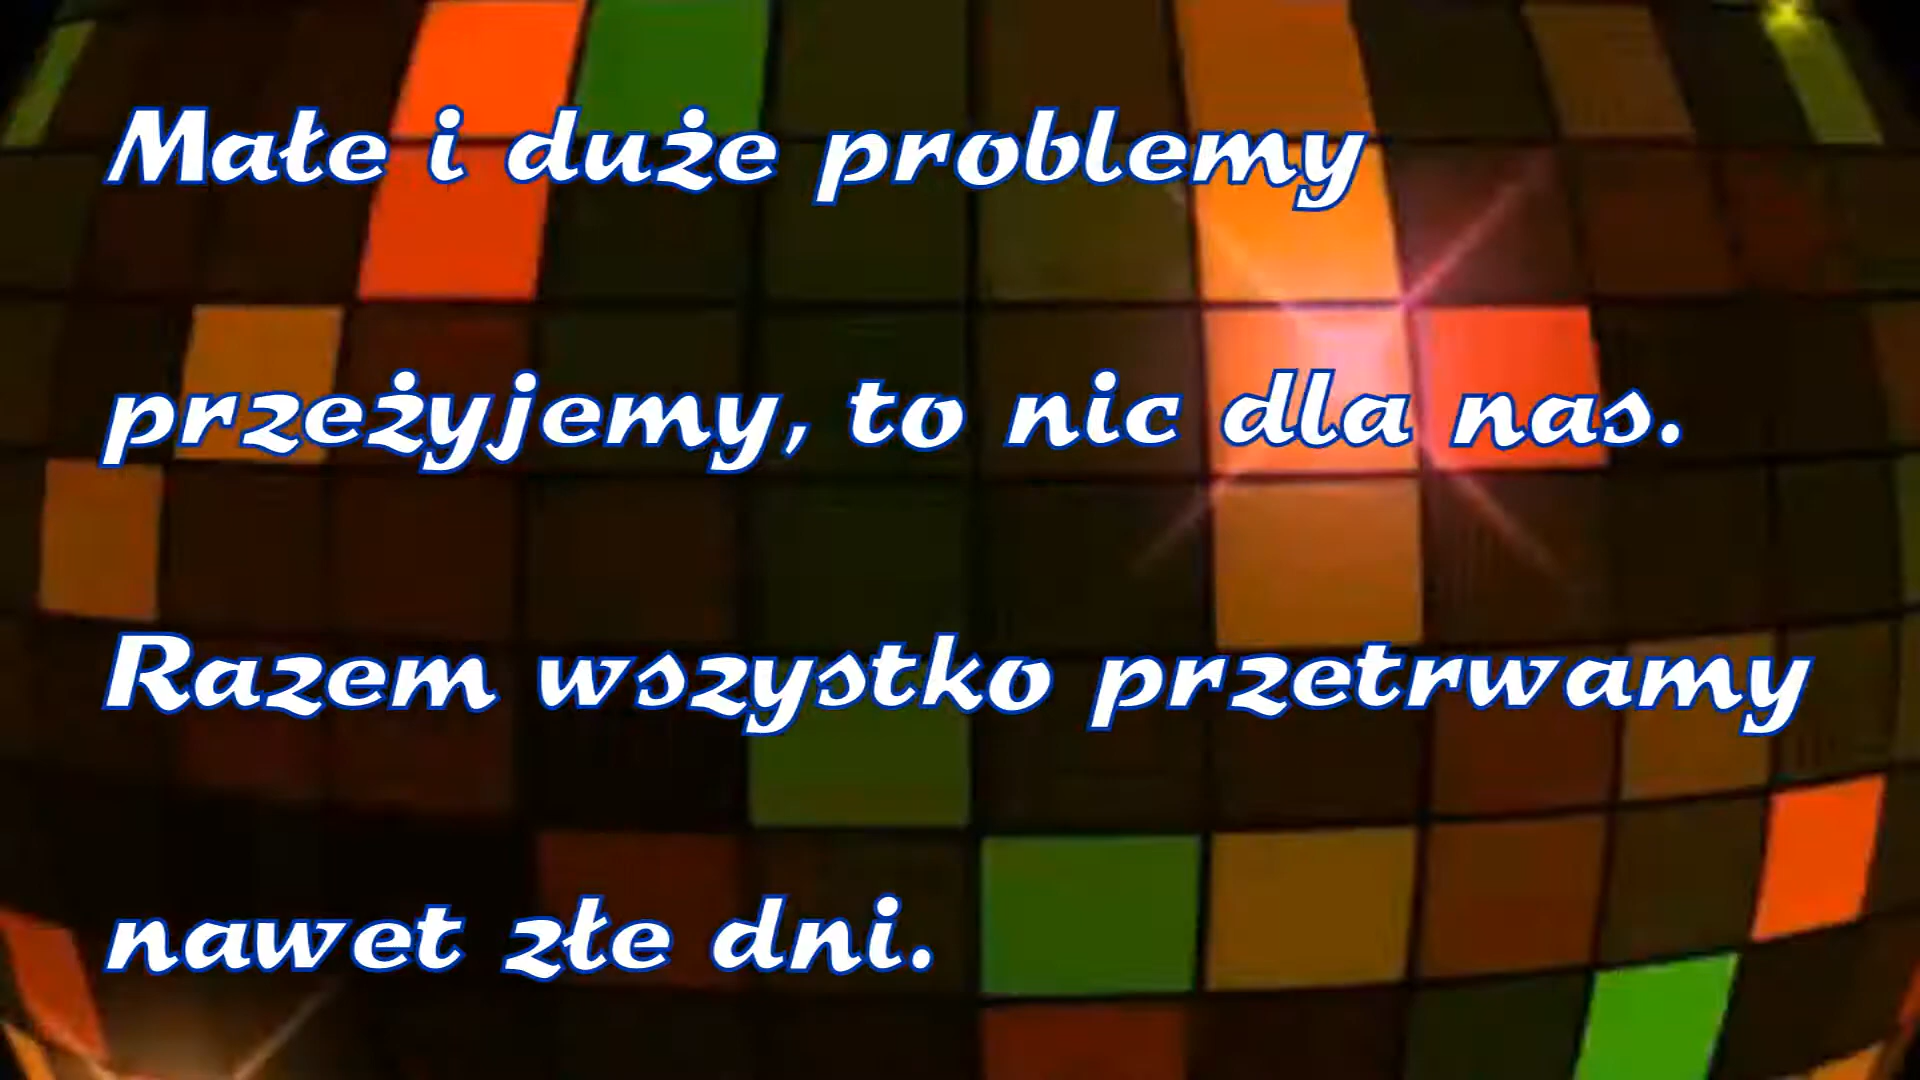 Małe i duże problemy
przeżyjemy, to nic dla nas.
Razem wszystko przetrwamy
nawet złe dni.